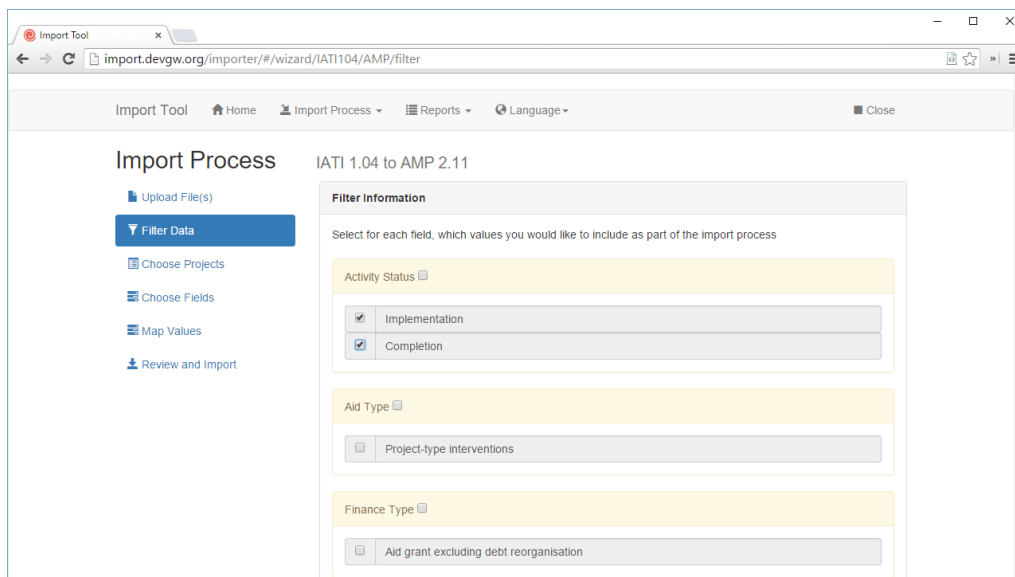 Import Tool
import.devgw.org/importer/#/wizard/IATI104/AMP/filter
Import Tool Home Import Process Reports Language Close
Import Process
IATI 1.04 to AMP 2.11
Upload File(s)
Filter Data
Choose Projects
Choose Fields
Map Values
Review and Import
Filter Information
Select for each field, which values you would like to include as part of the import process
Activity Status
Implementation
Completion
Aid Type
Project-type interventions
Finance Type
Aid grant excluding debt reorganisation